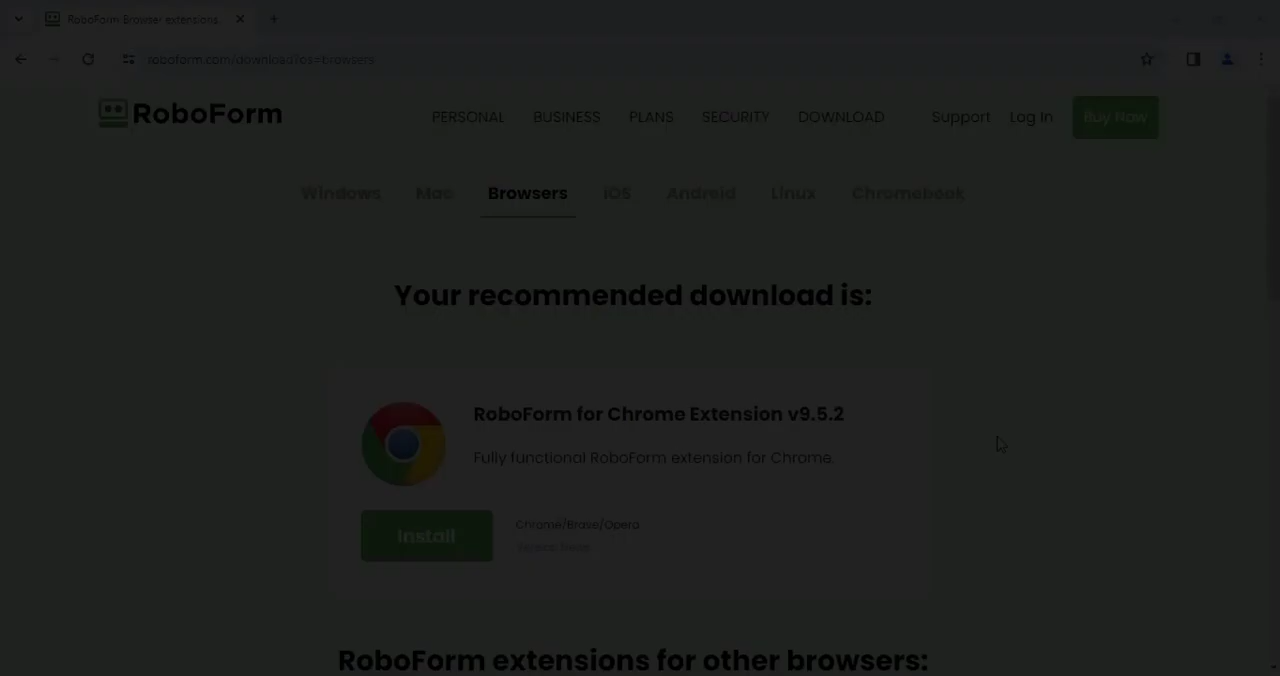 RoboForm Browser extensions.
roboform.com/download?os=browsers
RoboForm
PERSONAL BUSINESS PLANS SECURITY DOWNLOAD Support Log In Buy Now
Windows Mac Browsers iOS Android Linux Chromebook
Your recommended download is:
RoboForm for Chrome Extension v9.5.2
Fully functional RoboForm extension for Chrome.
Install
Chrome/Brave/Opera
Version News
RoboForm extensions for other browsers: